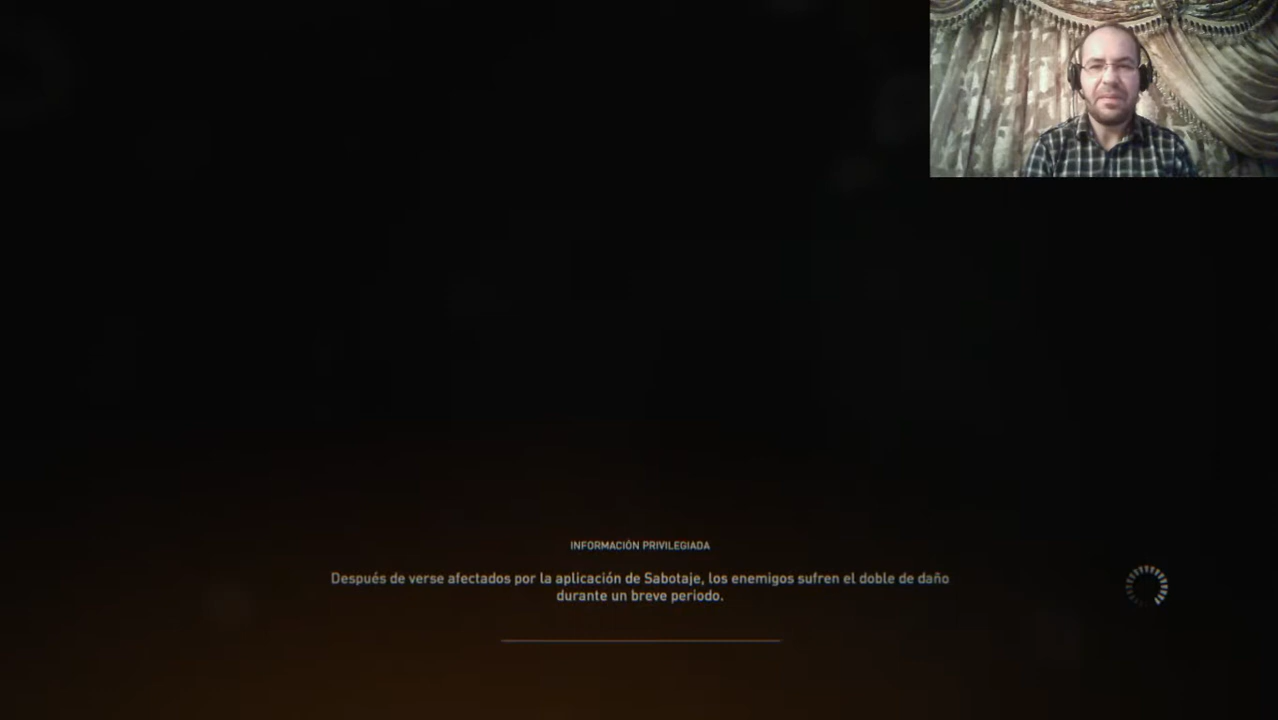 INFORMACIÓN PRIVILEGIADA
Después de verse afectados por la aplicación de Sabotaje, los enemigos sufren el doble de daño
durante un breve periodo.